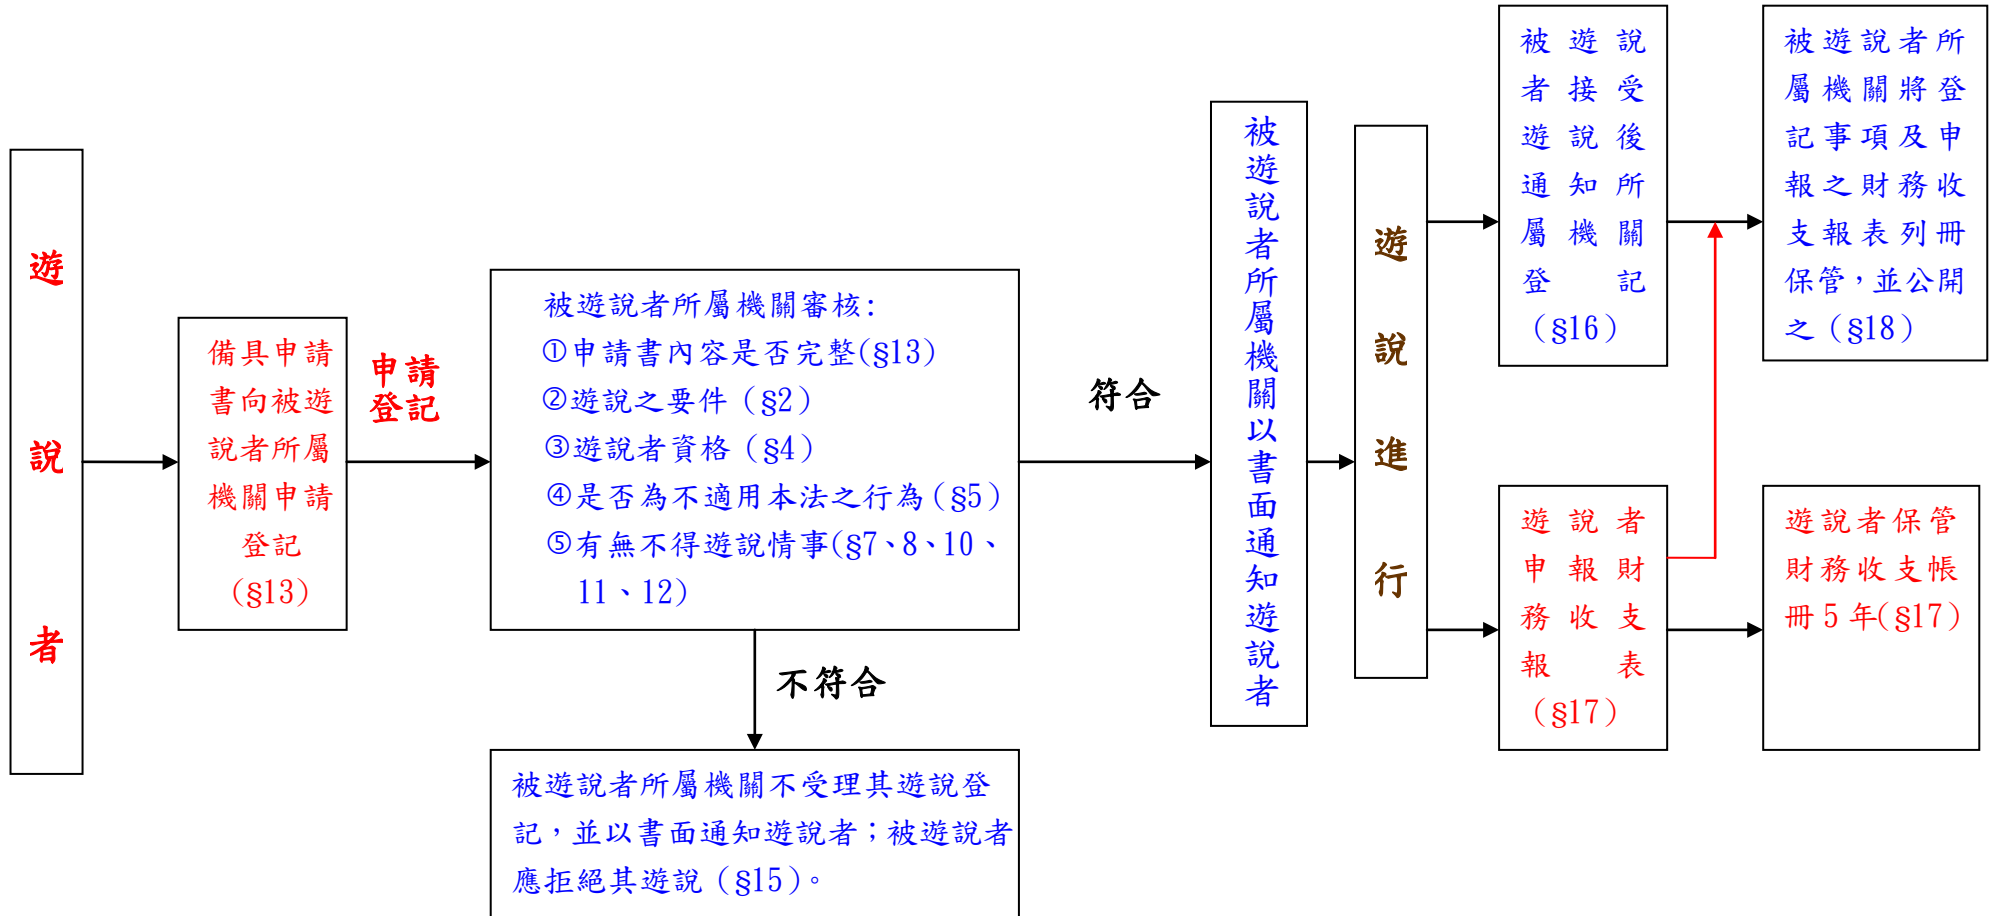 遊說者
備具申請
書向被遊
說者所屬
機關申請
登記
(§13)
申請
登記
被遊說者所屬機關審核:
①申請書內容是否完整(§13)
②遊說之要件（§2）
③遊說者資格（§4）
④是否為不適用本法之行為（§5）
⑤有無不得遊說情事(§7、8、10、
11、12)
不符合
被遊說者所屬機關不受理其遊說登
記，並以書面通知遊說者；被遊說者
應拒絕其遊說（§15）。
符合
被遊說者所屬機關以書面通知遊說者
遊說進行
被遊說
者接受
遊說後
通知所
屬機關
登記
（§16）
被遊說者所
屬機關將登
記事項及申
報之財務收
支報表列冊
保管，並公開
之（§18）
遊說者
申報財
務收支
報表
（§17）
遊說者保管
財務收支帳
冊5年(§17)